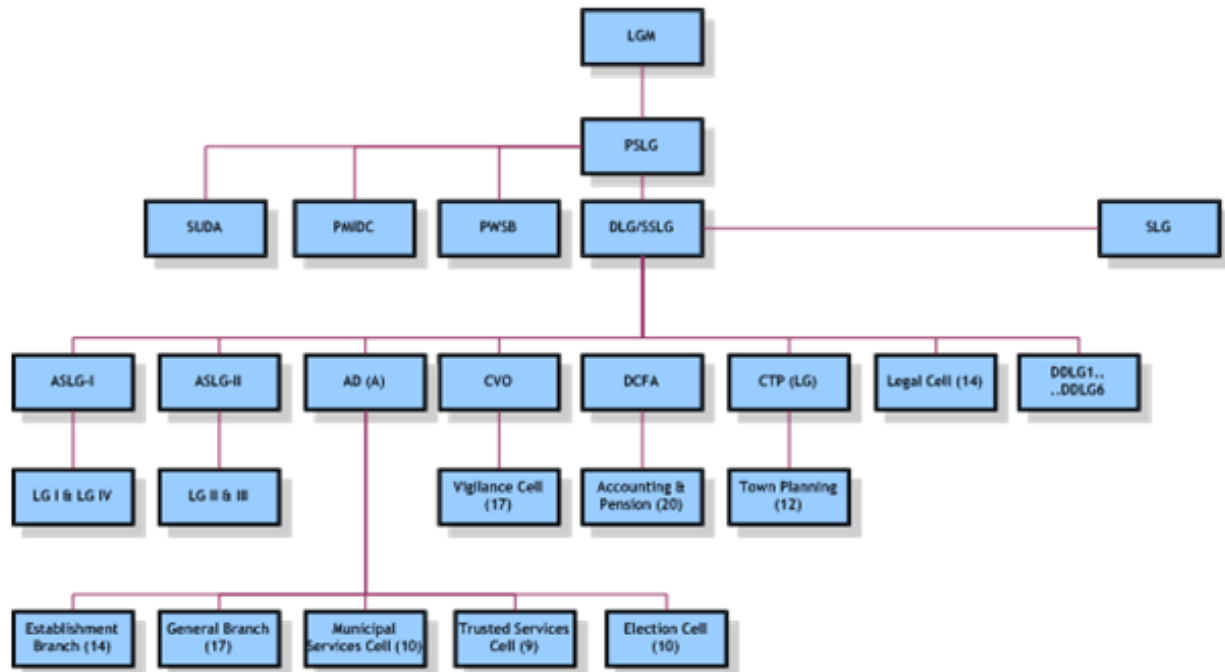 LGM
PSLG
SUDA
PMIDC
PWSB
DLG/SSLG
SLG
ASLG-I
ASLG-II
AD (A)
CVO
DCFA
CTP (LG)
Legal Cell (14)
DDLG1..
..DDLG6
LG I & LG IV
LG II & III
Vigilance Cell
(17)
Accounting &
Pension (20)
Town Planning
(12)
Establishment
Branch (14)
General Branch
(17)
Municipal
Services Cell (10)
Trusted Services
Cell (9)
Election Cell
(10)